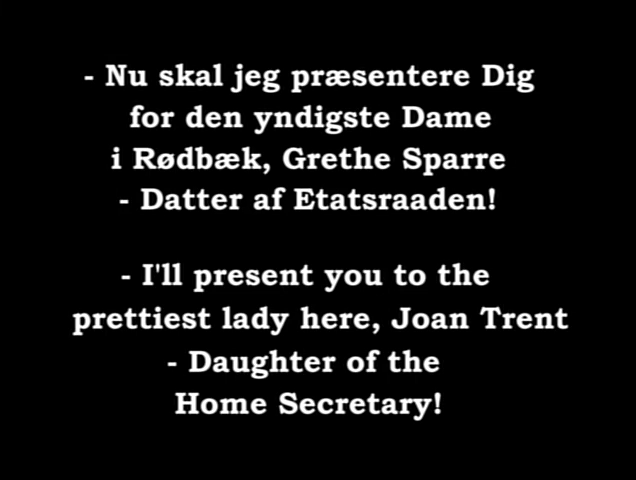 - Nu skal jeg præsentere Dig
for den yndigste Dame
i Rødbæk, Grethe Sparre
- Datter af Etatsraaden!
- I'll present you to the
prettiest lady here, Joan Trent
- Daughter of the
Home Secretary!